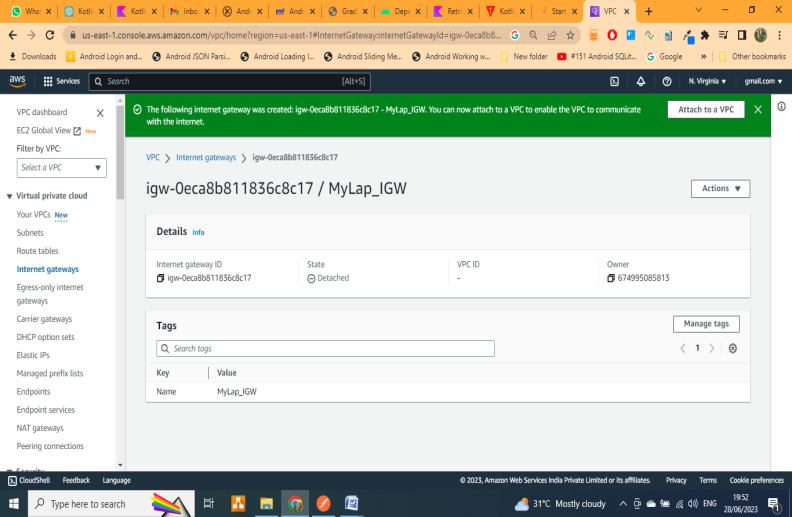 Wha
Kotli
Kotli
Inbo
And
And
Grad
Depe
Retr
Kotli
Start
VPC
us-east-1.console.aws.amazon.com/vpc/home?region=us-east-1#InternetGateway:internetGatewayId=igw-0eca8b8...
Downloads
Android Login and...
Android JSON Parsi...
Android Loading I...
Android Sliding Me...
Android Working w...
New folder
#151 Android SQLit...
Google
»
Other bookmarks
aws
Services
Search
[Alt+S]
N. Virginia
gmail.com
VPC dashboard
EC2 Global View New
Filter by VPC:
Select a VPC
Virtual private cloud
Your VPCs New
Subnets
Route tables
Internet gateways
Egress-only internet
gateways
Carrier gateways
DHCP option sets
Elastic IPs
Managed prefix lists
Endpoints
Endpoint services
NAT gateways
Peering connections
Security
The following internet gateway was created: igw-0eca8b811836c8c17 - MyLap_IGW. You can now attach to a VPC to enable the VPC to communicate
with the internet.
Attach to a VPC
VPC > Internet gateways > igw-0eca8b811836c8c17
igw-0eca8b811836c8c17 / MyLap_IGW
Actions
Details Info
Internet gateway ID
igw-0eca8b811836c8c17
State
Detached
VPC ID
-
Owner
674995085813
Tags
Manage tags
Search tags
1
Key Value
Name MyLap_IGW
CloudShell Feedback Language
© 2023, Amazon Web Services India Private Limited or its affiliates. Privacy Terms Cookie preferences
Type here to search
31°C Mostly cloudy
ENG
19:52
28/06/2023